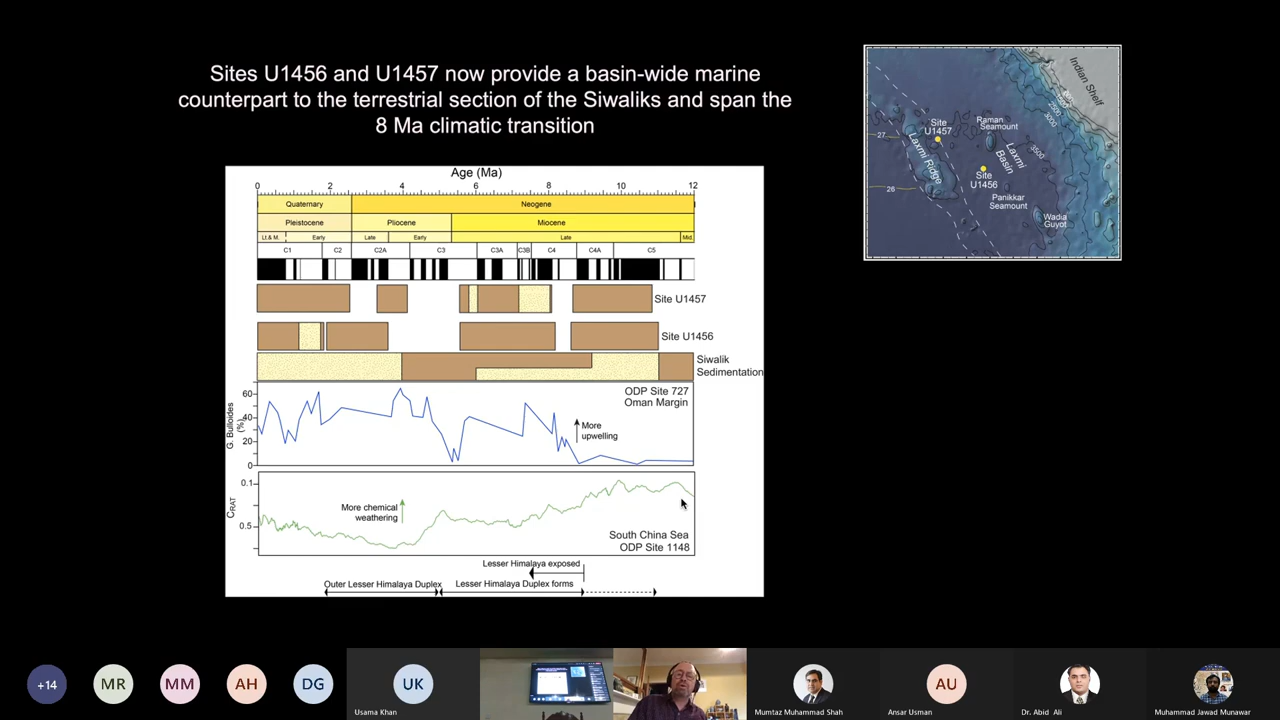 Sites U1456 and U1457 now provide a basin-wide marine
counterpart to the terrestrial section of the Siwaliks and span the
8 Ma climatic transition
Age (Ma)
0 2 4 6 8 10 12
Quaternary Neogene
Pleistocene Pliocene Miocene
Lt & M. Early Late Early Late Mid.
C1 C2 C2A C3 C3A C3B C4 C4A C5
Site U1457
Site U1456
Siwalik
Sedimentation
ODP Site 727
Oman Margin
G. Bulloides
(%)
60
40
20
0
More
upwelling
CRAT
0.1
0.5
More chemical
weathering
South China Sea
ODP Site 1148
Lesser Himalaya exposed
Outer Lesser Himalaya Duplex Lesser Himalaya Duplex forms
Indian Shelf
2500
3000
3500
27
26
Site
U1457
Raman
Seamount
Laxmi Ridge
Laxmi
Basin
Site
U1456
Panikkar
Seamount
Wadia
Guyot
+14 MR MM AH DG UK AU
Usama Khan
Mumtaz Muhammad Shah
Ansar Usman
Dr. Abid Ali
Muhammad Jawad Munawar